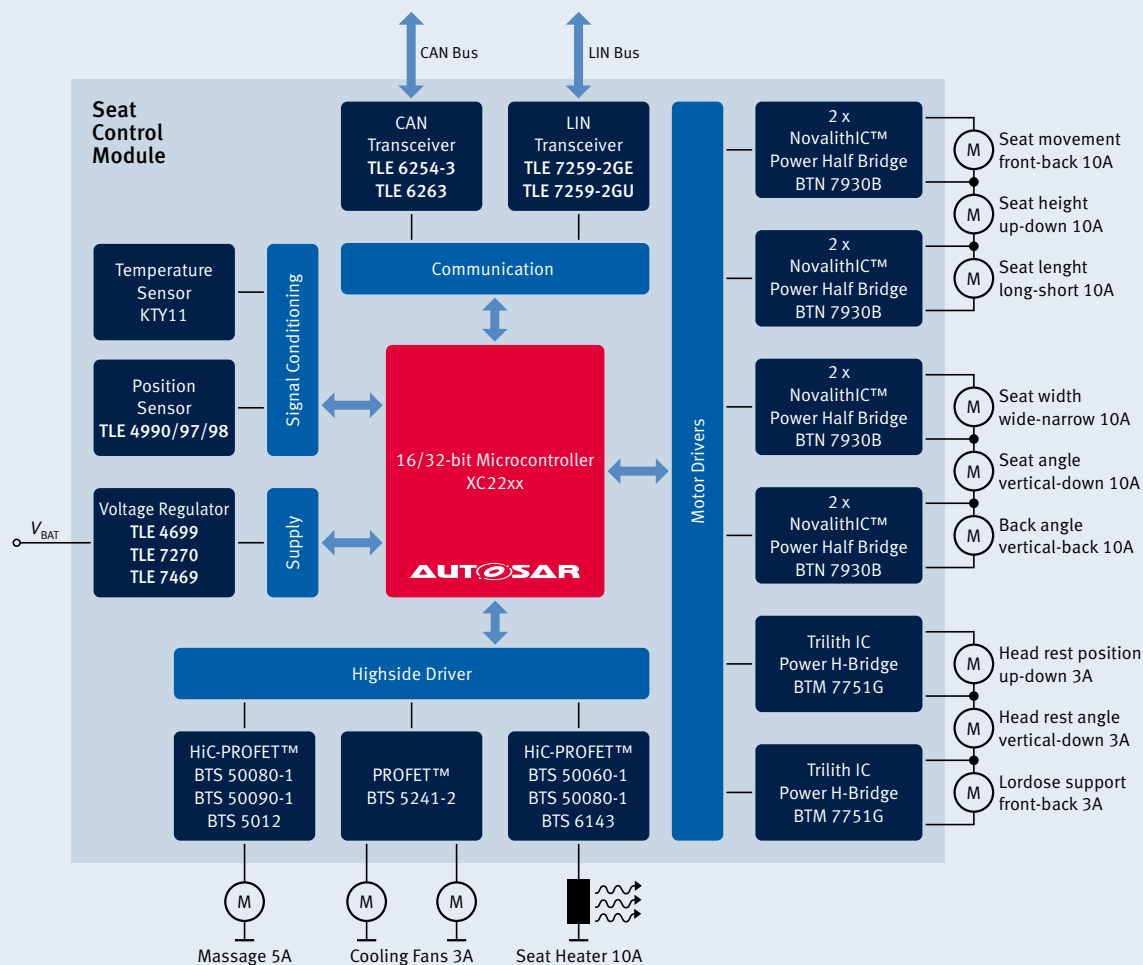 CAN Bus
LIN Bus
Seat
Control
Module
CAN
Transceiver
TLE 6254-3
TLE 6263
LIN
Transceiver
TLE 7259-2GE
TLE 7259-2GU
Communication
Temperature
Sensor
KTY11
Position
Sensor
TLE 4990/97/98
Signal Conditioning
VBAT
Voltage Regulator
TLE 4699
TLE 7270
TLE 7469
Supply
16/32-bit Microcontroller
XC22xx
AUTOSAR
Highside Driver
HiC-PROFET™
BTS 50080-1
BTS 50090-1
BTS 5012
PROFET™
BTS 5241-2
HiC-PROFET™
BTS 50060-1
BTS 50080-1
BTS 6143
M
M
M
Massage 5A
Cooling Fans 3A
Seat Heater 10A
Motor Drivers
2 x
NovalithIC™
Power Half Bridge
BTN 7930B
2 x
NovalithIC™
Power Half Bridge
BTN 7930B
2 x
NovalithIC™
Power Half Bridge
BTN 7930B
2 x
NovalithIC™
Power Half Bridge
BTN 7930B
Trilith IC
Power H-Bridge
BTM 7751G
Trilith IC
Power H-Bridge
BTM 7751G
M
Seat movement
front-back 10A
M
Seat height
up-down 10A
M
Seat lenght
long-short 10A
M
Seat width
wide-narrow 10A
M
Seat angle
vertical-down 10A
M
Back angle
vertical-back 10A
M
Head rest position
up-down 3A
M
Head rest angle
vertical-down 3A
M
Lordose support
front-back 3A